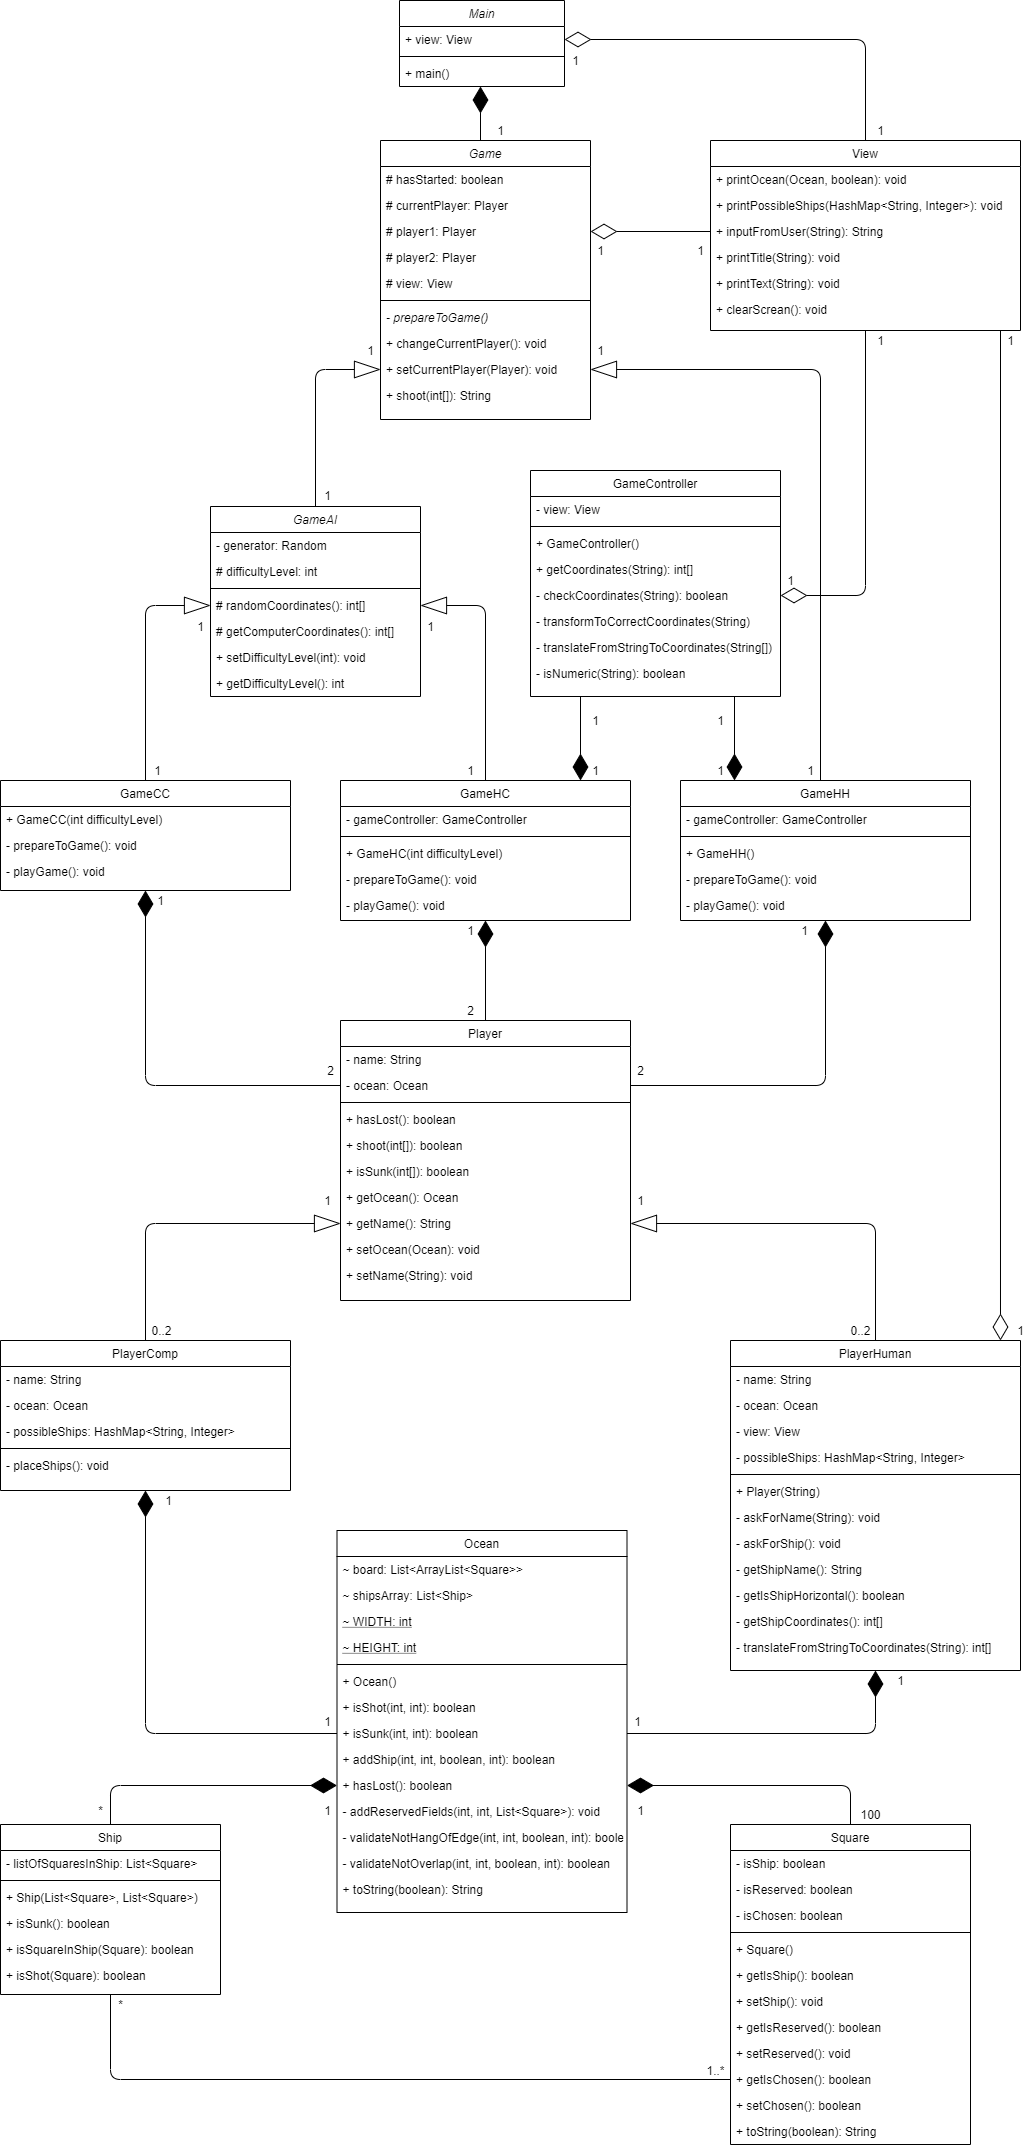 Main
+ view: View
+ main()
1
1
1
Game
# hasStarted: boolean
# currentPlayer: Player
# player1: Player
# player2: Player
# view: View
- prepareToGame()
+ changeCurrentPlayer(): void
+ setCurrentPlayer(Player): void
+ shoot(int[]): String
View
+ printOcean(Ocean, boolean): void
+ printPossibleShips(HashMap<String, Integer>): void
+ inputFromUser(String): String
+ printTitle(String): void
+ printText(String): void
+ clearScrean(): void
1
1
1
1
1
1
1
GameAI
- generator: Random
# difficultyLevel: int
# randomCoordinates(): int[]
# getComputerCoordinates(): int[]
+ setDifficultyLevel(int): void
+ getDifficultyLevel(): int
GameController
- view: View
+ GameController()
+ getCoordinates(String): int[]
- checkCoordinates(String): boolean
- transformToCorrectCoordinates(String)
- translateFromStringToCoordinates(String[])
- isNumeric(String): boolean
1
1
1
1
1
1
1
1
1
1
GameCC
+ GameCC(int difficultyLevel)
- prepareToGame(): void
- playGame(): void
GameHC
- gameController: GameController
+ GameHC(int difficultyLevel)
- prepareToGame(): void
- playGame(): void
GameHH
- gameController: GameController
+ GameHH()
- prepareToGame(): void
- playGame(): void
1
1
1
2
2
2
Player
- name: String
- ocean: Ocean
+ hasLost(): boolean
+ shoot(int[]): boolean
+ isSunk(int[]): boolean
+ getOcean(): Ocean
+ getName(): String
+ setOcean(Ocean): void
+ setName(String): void
1
1
0..2
0..2
1
PlayerComp
- name: String
- ocean: Ocean
- possibleShips: HashMap<String, Integer>
- placeShips(): void
PlayerHuman
- name: String
- ocean: Ocean
- view: View
- possibleShips: HashMap<String, Integer>
+ Player(String)
- askForName(String): void
- askForShip(): void
- getShipName(): String
- getIsShipHorizontal(): boolean
- getShipCoordinates(): int[]
- translateFromStringToCoordinates(String): int[]
1
1
Ocean
~ board: List<ArrayList<Square>>
~ shipsArray: List<Ship>
~ WIDTH: int
~ HEIGHT: int
+ Ocean()
+ isShot(int, int): boolean
+ isSunk(int, int): boolean
+ addShip(int, int, boolean, int): boolean
+ hasLost(): boolean
- addReservedFields(int, int, List<Square>): void
- validateNotHangOfEdge(int, int, boolean, int): boole
- validateNotOverlap(int, int, boolean, int): boolean
+ toString(boolean): String
1
1
1
1
*
100
Ship
- listOfSquaresInShip: List<Square>
+ Ship(List<Square>, List<Square>)
+ isSunk(): boolean
+ isSquareInShip(Square): boolean
+ isShot(Square): boolean
Square
- isShip: boolean
- isReserved: boolean
- isChosen: boolean
+ Square()
+ getIsShip(): boolean
+ setShip(): void
+ getIsReserved(): boolean
+ setReserved(): void
+ getIsChosen(): boolean
+ setChosen(): boolean
+ toString(boolean): String
*
1..*